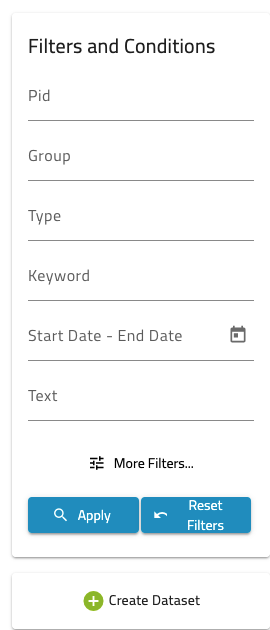 Filters and Conditions
Pid
Group
Type
Keyword
Start Date - End Date
Text
More Filters...
Apply
Reset
Filters
Create Dataset